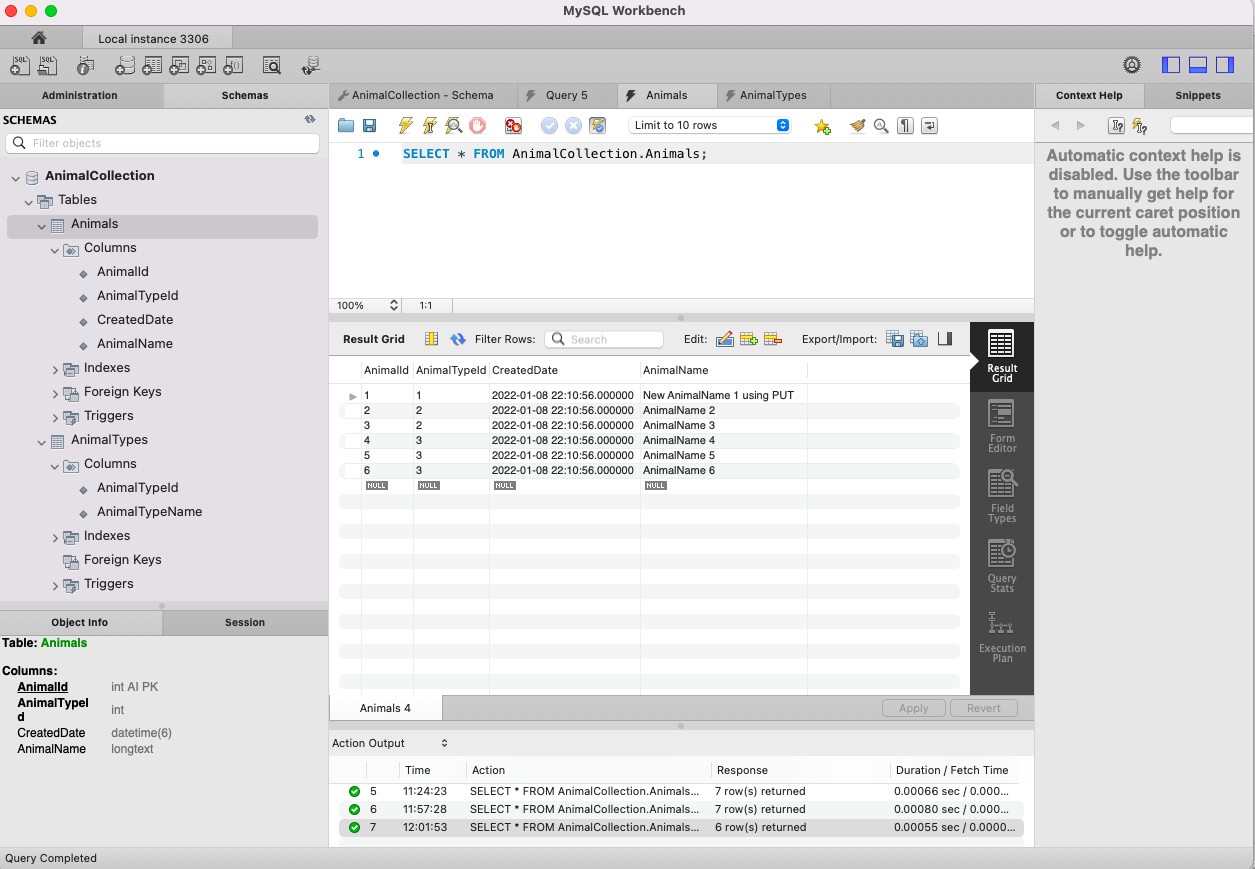 MySQL Workbench
Local instance 3306
SQL SQL
Administration
Schemas
SCHEMAS
Filter objects
AnimalCollection
Tables
Animals
Columns
AnimalId
AnimalTypeId
CreatedDate
AnimalName
Indexes
Foreign Keys
Triggers
AnimalTypes
Columns
AnimalTypeId
AnimalTypeName
Indexes
Foreign Keys
Triggers
Object Info
Session
Table: Animals
Columns:
AnimalId int AI PK
AnimalTypeI
d int
CreatedDate datetime(6)
AnimalName longtext
Query Completed
AnimalCollection - Schema
Query 5
Animals
AnimalTypes
Limit to 10 rows
1 SELECT * FROM AnimalCollection.Animals;
100% 1:1
Result Grid
Filter Rows:
Search
Edit:
Export/Import:
AnimalId AnimalTypeId CreatedDate AnimalName
1 1 2022-01-08 22:10:56.000000 New AnimalName 1 using PUT
2 2 2022-01-08 22:10:56.000000 AnimalName 2
3 2 2022-01-08 22:10:56.000000 AnimalName 3
4 3 2022-01-08 22:10:56.000000 AnimalName 4
5 3 2022-01-08 22:10:56.000000 AnimalName 5
6 3 2022-01-08 22:10:56.000000 AnimalName 6
NULL NULL NULL NULL
Result
Grid
Form
Editor
Field
Types
Query
Stats
Execution
Plan
Animals 4
Apply
Revert
Action Output
Time Action Response Duration / Fetch Time
5 11:24:23 SELECT * FROM AnimalCollection.Animals... 7 row(s) returned 0.00066 sec / 0.000...
6 11:57:28 SELECT * FROM AnimalCollection.Animals... 7 row(s) returned 0.00080 sec / 0.000...
7 12:01:53 SELECT * FROM AnimalCollection.Animals... 6 row(s) returned 0.00055 sec / 0.0000...
Context Help
Snippets
Automatic context help is
disabled. Use the toolbar
to manually get help for
the current caret position
or to toggle automatic
help.